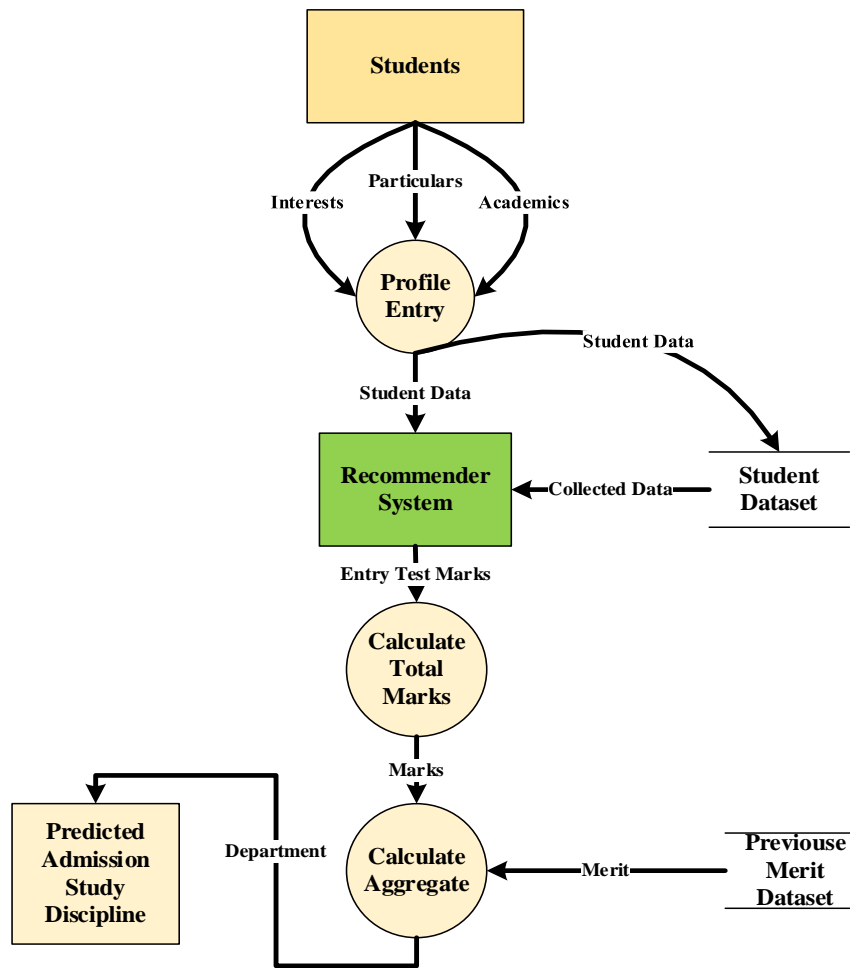 Students
Particulars
Interests
Academics
Profile
Entry
Student Data
Student Data
Recommender
System
Collected Data
Student
Dataset
Entry Test Marks
Calculate
Total
Marks
Marks
Predicted
Admission
Study
Discipline
Department
Calculate
Aggregate
Merit
Previouse
Merit
Dataset